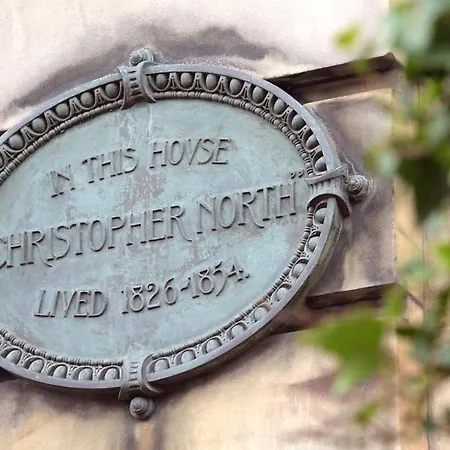 IN THIS HOVSE
CHRISTOPHER NORTH"
LIVED 1826-1854.